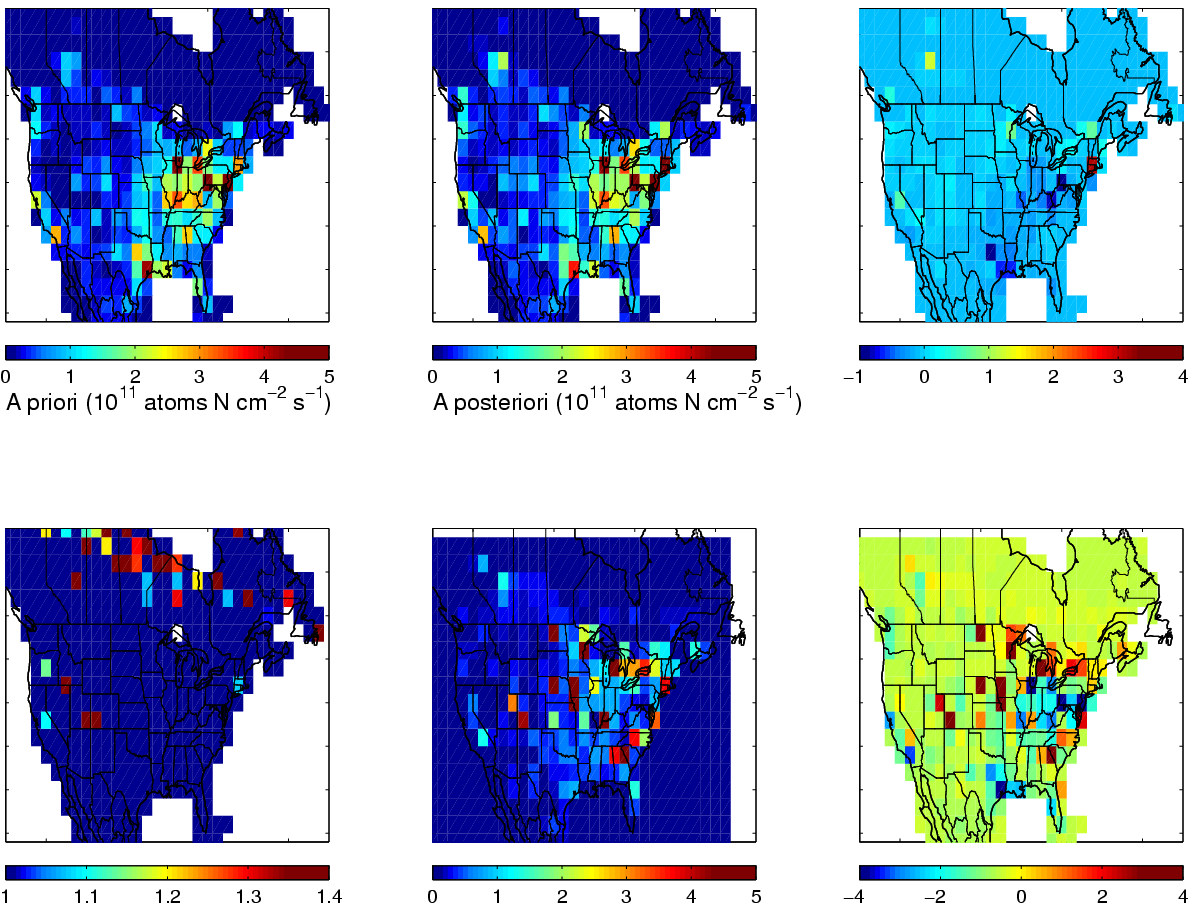 0 1 2 3 4 5
0 1 2 3 4 5
−1 0 1 2 3 4
A priori (10^11 atoms N cm^−2 s^−1)
A posteriori (10^11 atoms N cm^−2 s^−1)
1 1.1 1.2 1.3 1.4
0 1 2 3 4 5
−4 −2 0 2 4